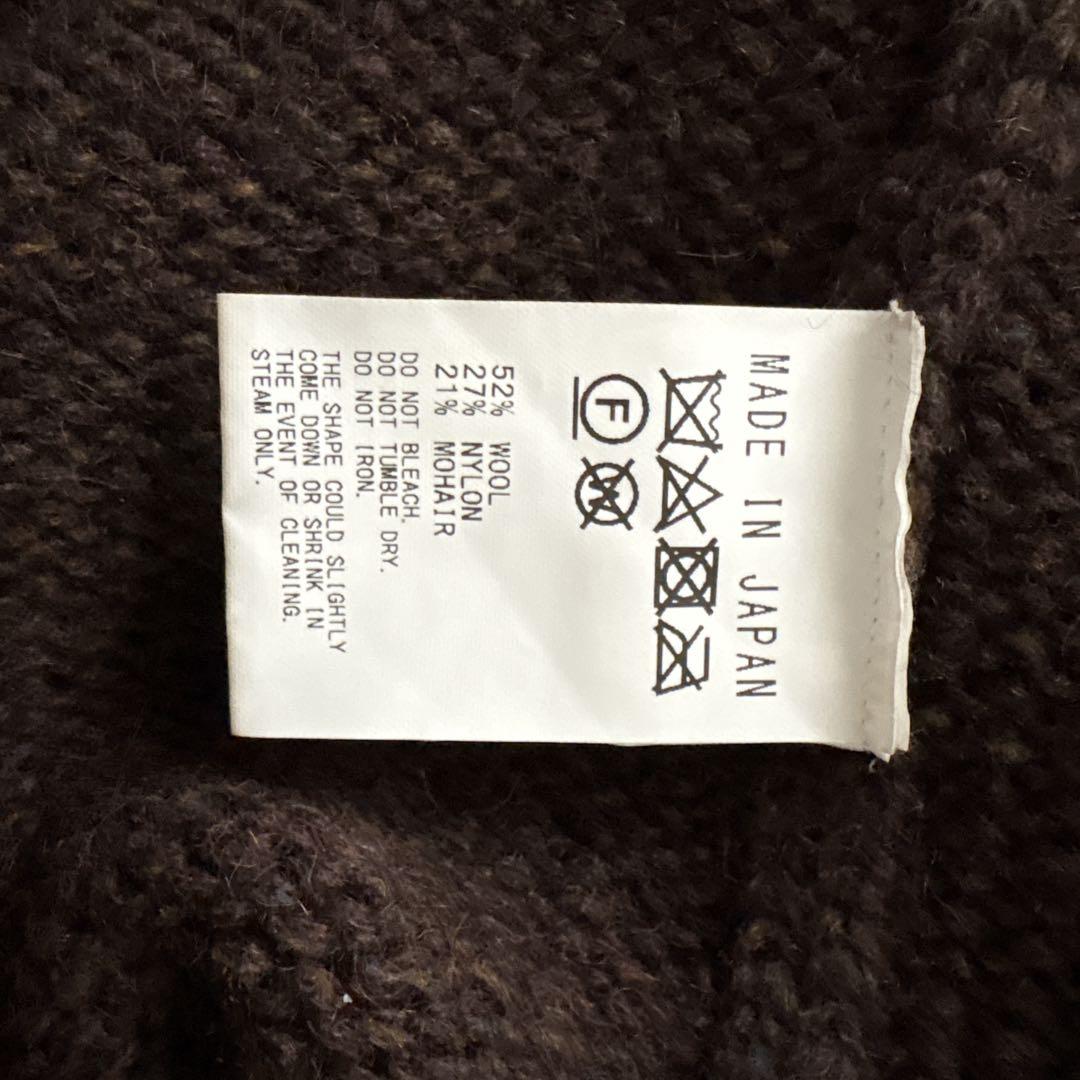 MADE IN JAPAN
F
W
52% WOOL
27% NYLON
21% MOHAIR
DO NOT BLEACH.
DO NOT TUMBLE DRY.
DO NOT IRON.
THE SHAPE COULD SLIGHTLY
COME DOWN OR SHRINK IN
THE EVENT OF CLEANING.
STEAM ONLY.